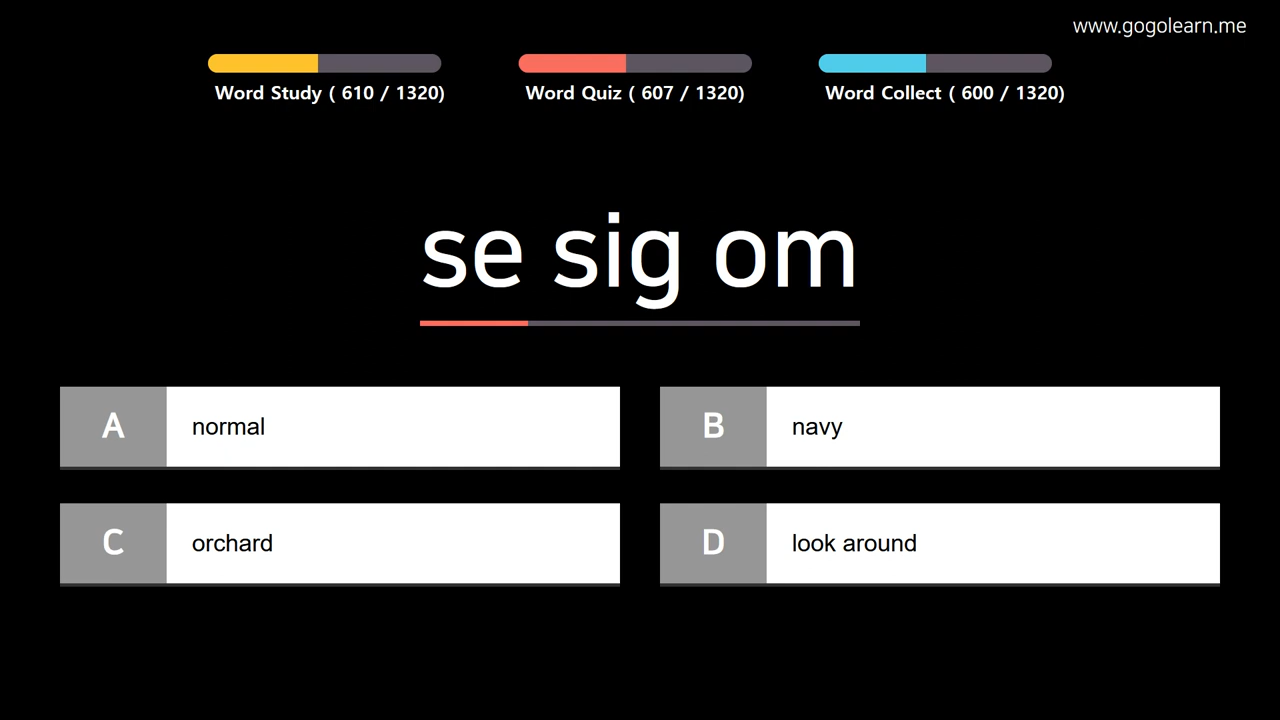 www.gogolearn.me
Word Study ( 610 / 1320)
Word Quiz ( 607 / 1320)
Word Collect ( 600 / 1320)
se sig om
A normal
B navy
C orchard
D look around